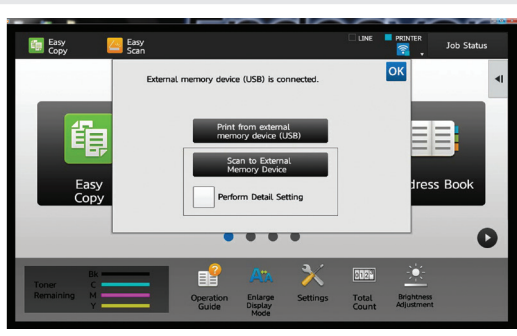 Easy
Copy
Easy
Scan
LINE
PRINTER
Job Status
External memory device (USB) is connected.
OK
Print from external
memory device (USB)
Scan to External
Memory Device
Perform Detail Setting
Easy
Copy
dress Book
Toner
Remaining
Bk
C
M
Y
Operation
Guide
Enlarge
Display
Mode
Settings
Total
Count
Brightness
Adjustment